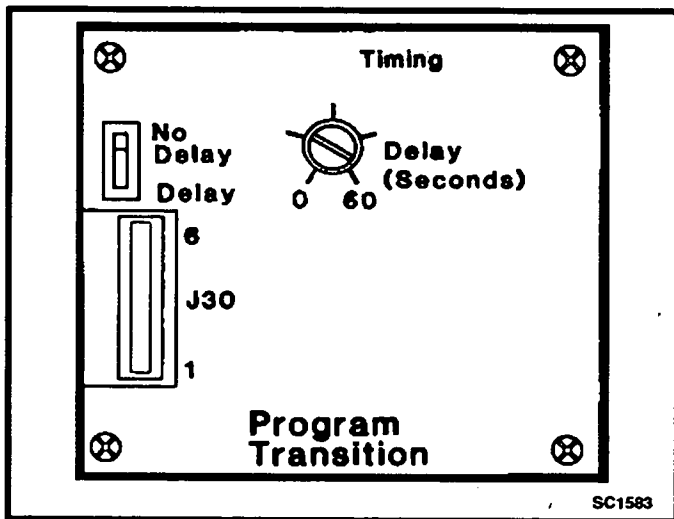 Timing
No
Delay
Delay
Delay
(Seconds)
0 60
6
J30
1
Program
Transition
SC1583